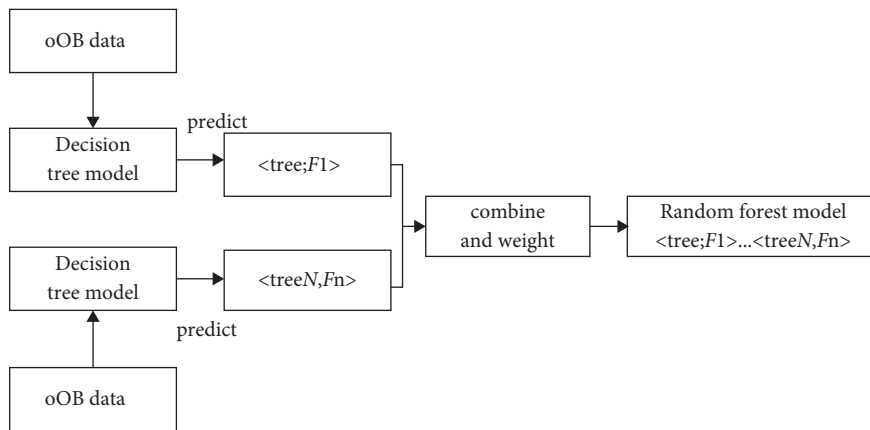 oOB data
predict
Decision
tree model
<tree;F1>
combine
and weight
Random forest model
<tree;F1>...<treeN,Fn>
Decision
tree model
<treeN,Fn>
predict
oOB data